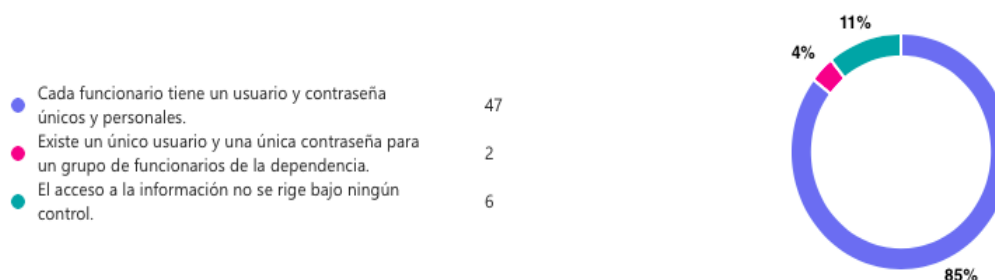 Cada funcionario tiene un usuario y contraseña
únicos y personales.
47
Existe un único usuario y una única contraseña para
un grupo de funcionarios de la dependencia.
2
El acceso a la información no se rige bajo ningún
control.
6
11%
4%
85%